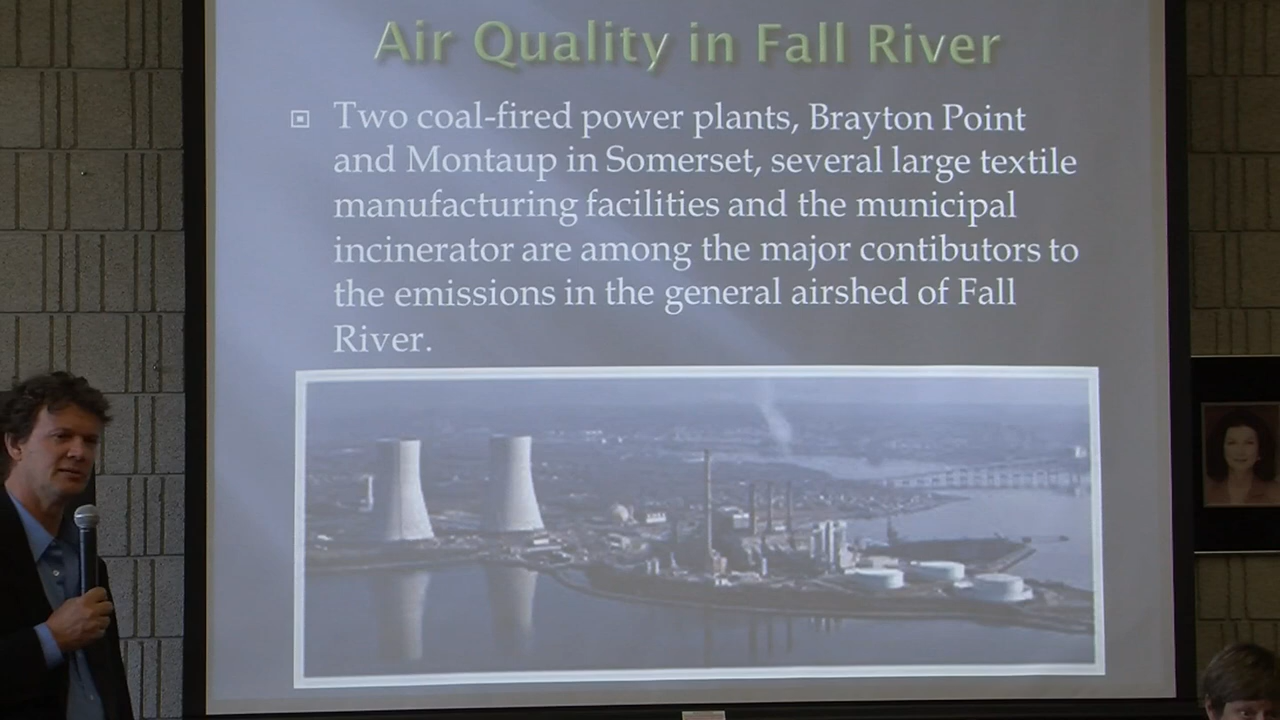 Air Quality in Fall River
Two coal-fired power plants, Brayton Point
and Montaup in Somerset, several large textile
manufacturing facilities and the municipal
incinerator are among the major contibutors to
the emissions in the general airshed of Fall
River.